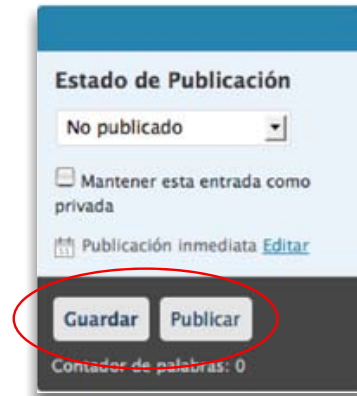 Estado de Publicación
No publicado
Mantener esta entrada como
privada
Publicación inmediata Editar
Guardar Publicar
Contador de palabras: 0